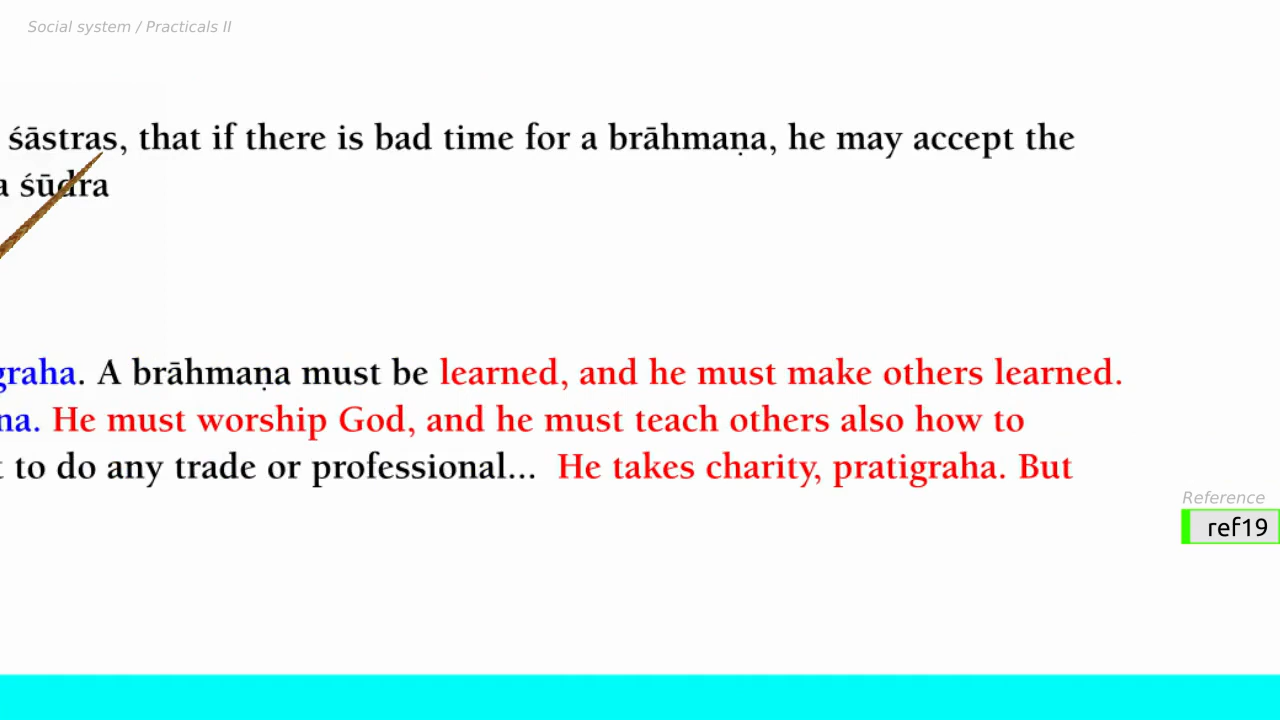 Social system / Practicals II
śāstras, that if there is bad time for a brāhmaṇa, he may accept the
a śūdra
graha. A brāhmaṇa must be learned, and he must make others learned.
na. He must worship God, and he must teach others also how to
to do any trade or professional... He takes charity, pratigraha. But
Reference
ref19